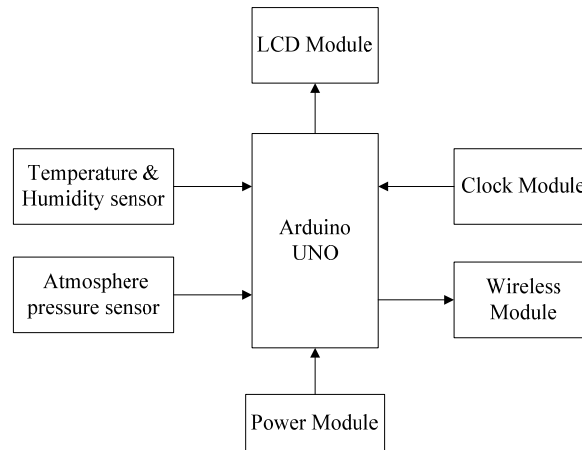 LCD Module
Temperature &
Humidity sensor
Clock Module
Arduino
UNO
Atmosphere
pressure sensor
Wireless
Module
Power Module